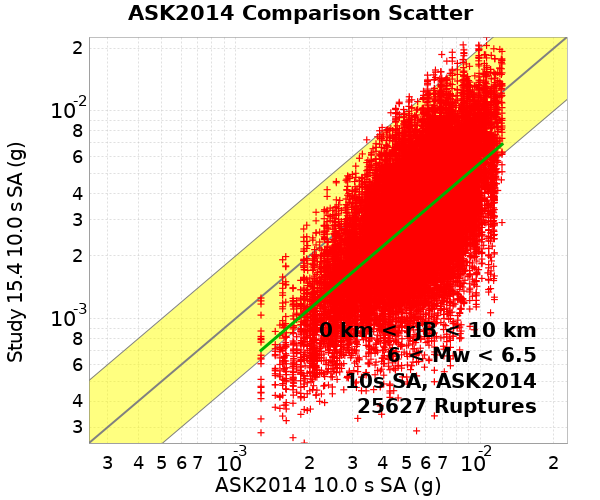 ASK2014 Comparison Scatter
Study 15.4 10.0 s SA (g)
2
10-2
8
6
4
3
2
10-3
8
6
4
3
0 km < rJB < 10 km
6 < Mw < 6.5
10s SA, ASK2014
25627 Ruptures
3 4 5 6 7 10-3 2 3 4 5 6 7 10-2 2
ASK2014 10.0 s SA (g)